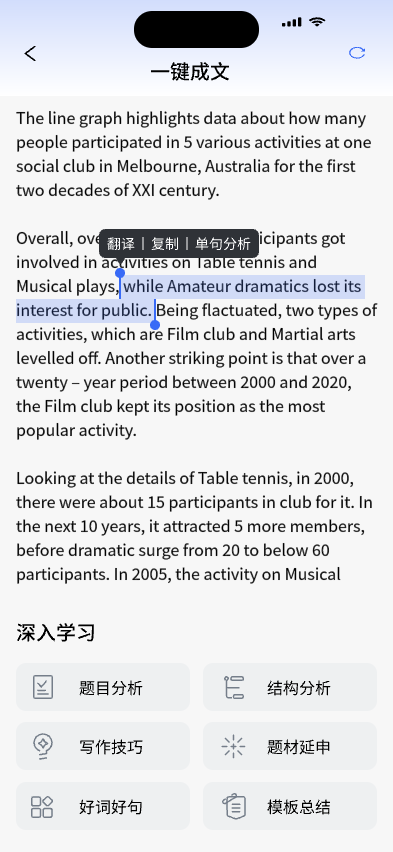 一键成文
The line graph highlights data about how many
people participated in 5 various activities at one
social club in Melbourne, Australia for the first
two decades of XXI century.
翻译 | 复制 | 单句分析
Overall, icipants got
involved in activities on Table tennis and
Musical plays, while Amateur dramatics lost its
interest for public. Being flactuated, two types of
activities, which are Film club and Martial arts
levelled off. Another striking point is that over a
twenty – year period between 2000 and 2020,
the Film club kept its position as the most
popular activity.
Looking at the details of Table tennis, in 2000,
there were about 15 participants in club for it. In
the next 10 years, it attracted 5 more members,
before dramatic surge from 20 to below 60
participants. In 2005, the activity on Musical
深入学习
题目分析
结构分析
写作技巧
题材延申
好词好句
模板总结